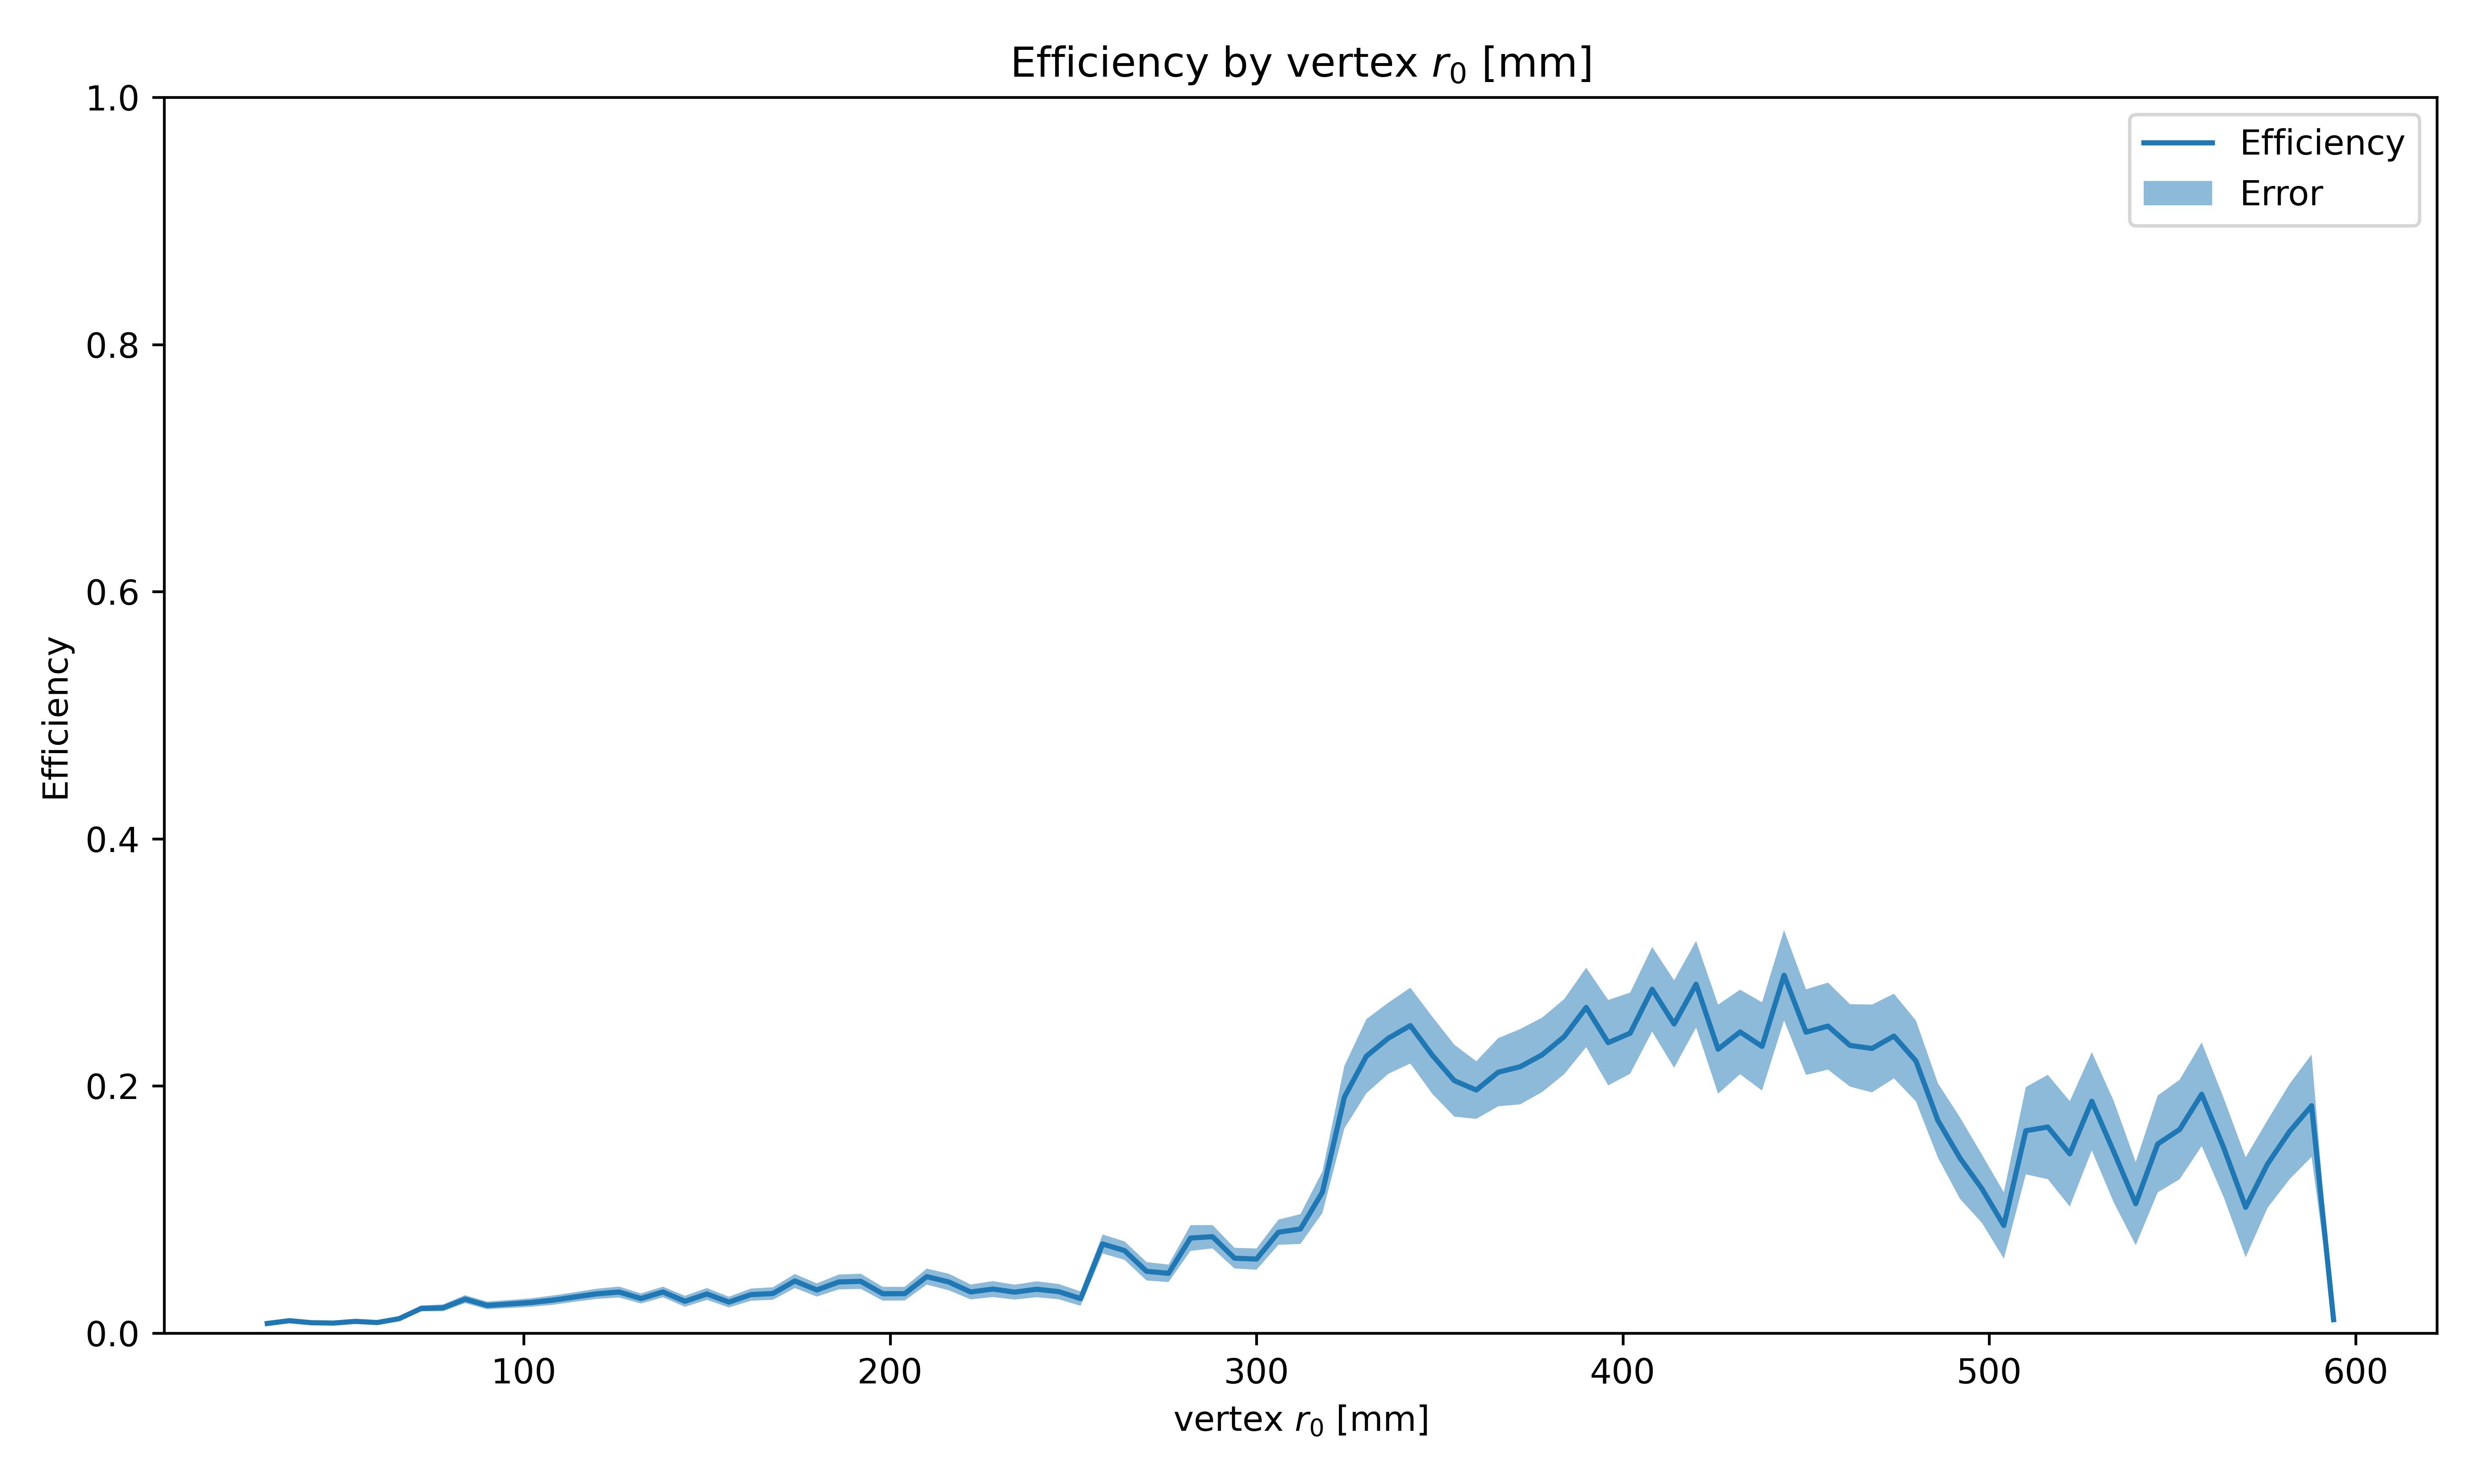 Efficiency by vertex r₀ [mm]
1.0
0.8
0.6
0.4
0.2
0.0
Efficiency
Efficiency
Error
100 200 300 400 500 600
vertex r₀ [mm]